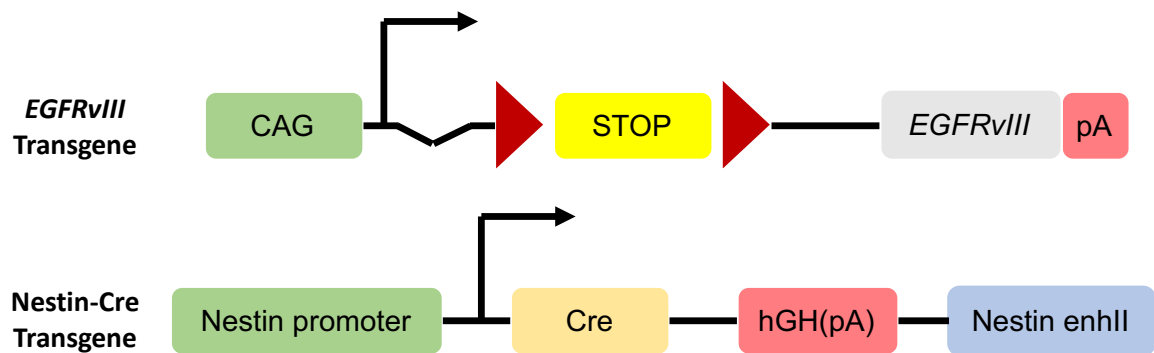 EGFRvIII
Transgene
CAG
STOP
EGFRvIII
pA
Nestin-Cre
Transgene
Nestin promoter
Cre
hGH(pA)
Nestin enhII